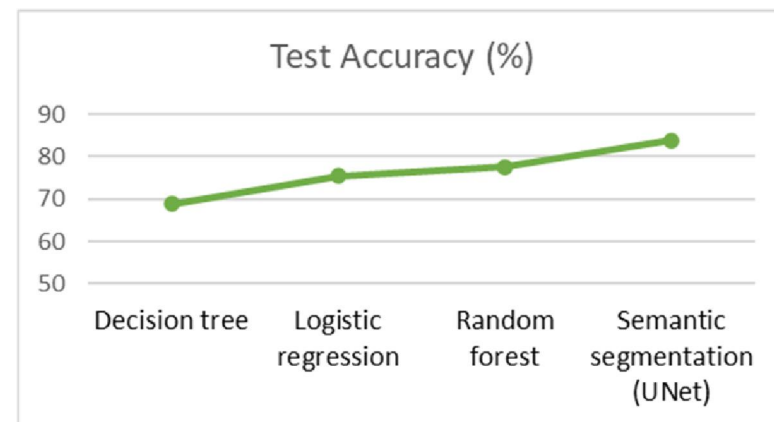 Test Accuracy (%)
90
80
70
60
50
Decision tree
Logistic
regression
Random
forest
Semantic
segmentation
(UNet)